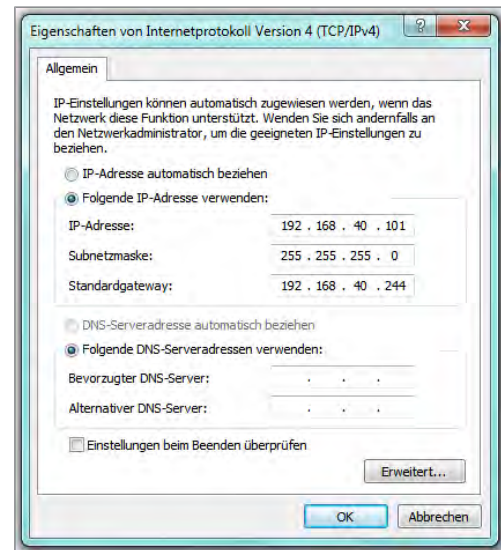 Eigenschaften von Internetprotokoll Version 4 (TCP/IPv4)
Allgemein
IP-Einstellungen können automatisch zugewiesen werden, wenn das
Netzwerk diese Funktion unterstützt. Wenden Sie sich andernfalls an
den Netzwerkadministrator, um die geeigneten IP-Einstellungen zu
beziehen.
IP-Adresse automatisch beziehen
Folgende IP-Adresse verwenden:
IP-Adresse: 192 . 168 . 40 . 101
Subnetzmaske: 255 . 255 . 255 . 0
Standardgateway: 192 . 168 . 40 . 244
DNS-Serveradresse automatisch beziehen
Folgende DNS-Serveradressen verwenden:
Bevorzugter DNS-Server: . . .
Alternativer DNS-Server: . . .
Einstellungen beim Beenden überprüfen
Erweitert...
OK Abbrechen